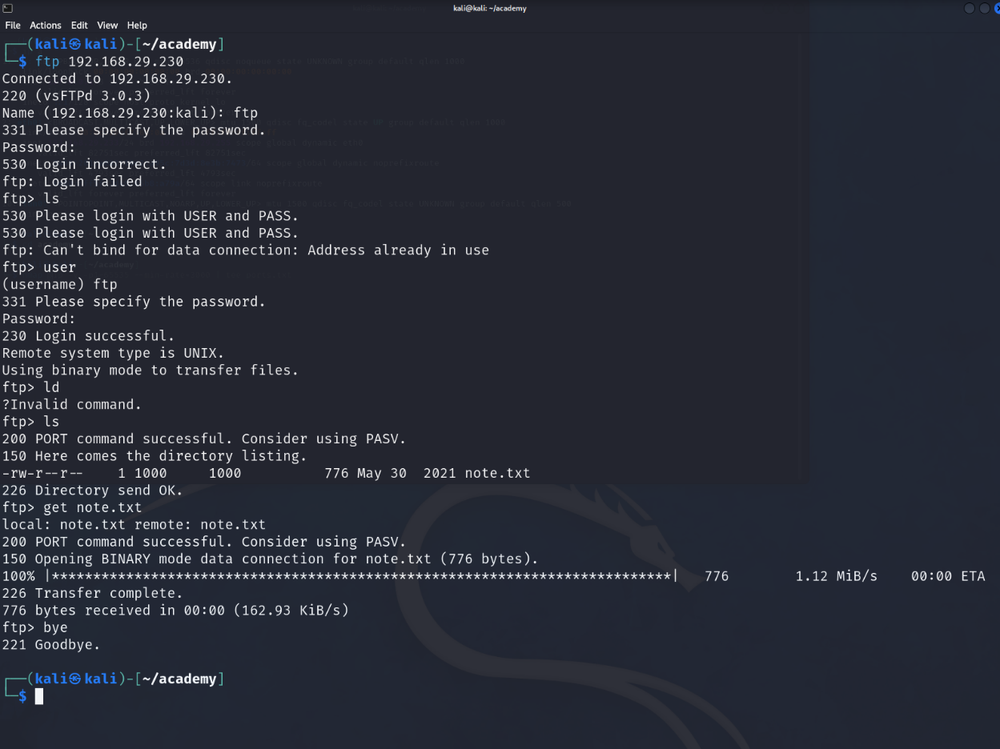 kali@kali: ~/academy
File Actions Edit View Help
┌──(kali㉿kali)-[~/academy]
└─$ ftp 192.168.29.230
Connected to 192.168.29.230.
220 (vsFTPd 3.0.3)
Name (192.168.29.230:kali): ftp
331 Please specify the password.
Password:
530 Login incorrect.
ftp: Login failed
ftp> ls
530 Please login with USER and PASS.
530 Please login with USER and PASS.
ftp: Can't bind for data connection: Address already in use
ftp> user
(username) ftp
331 Please specify the password.
Password:
230 Login successful.
Remote system type is UNIX.
Using binary mode to transfer files.
ftp> ld
?Invalid command.
ftp> ls
200 PORT command successful. Consider using PASV.
150 Here comes the directory listing.
-rw-r--r--    1 1000     1000          776 May 30  2021 note.txt
226 Directory send OK.
ftp> get note.txt
local: note.txt remote: note.txt
200 PORT command successful. Consider using PASV.
150 Opening BINARY mode data connection for note.txt (776 bytes).
100% |***************************************************************************|   776        1.12 MiB/s    00:00 ETA
226 Transfer complete.
776 bytes received in 00:00 (162.93 KiB/s)
ftp> bye
221 Goodbye.
┌──(kali㉿kali)-[~/academy]
└─$